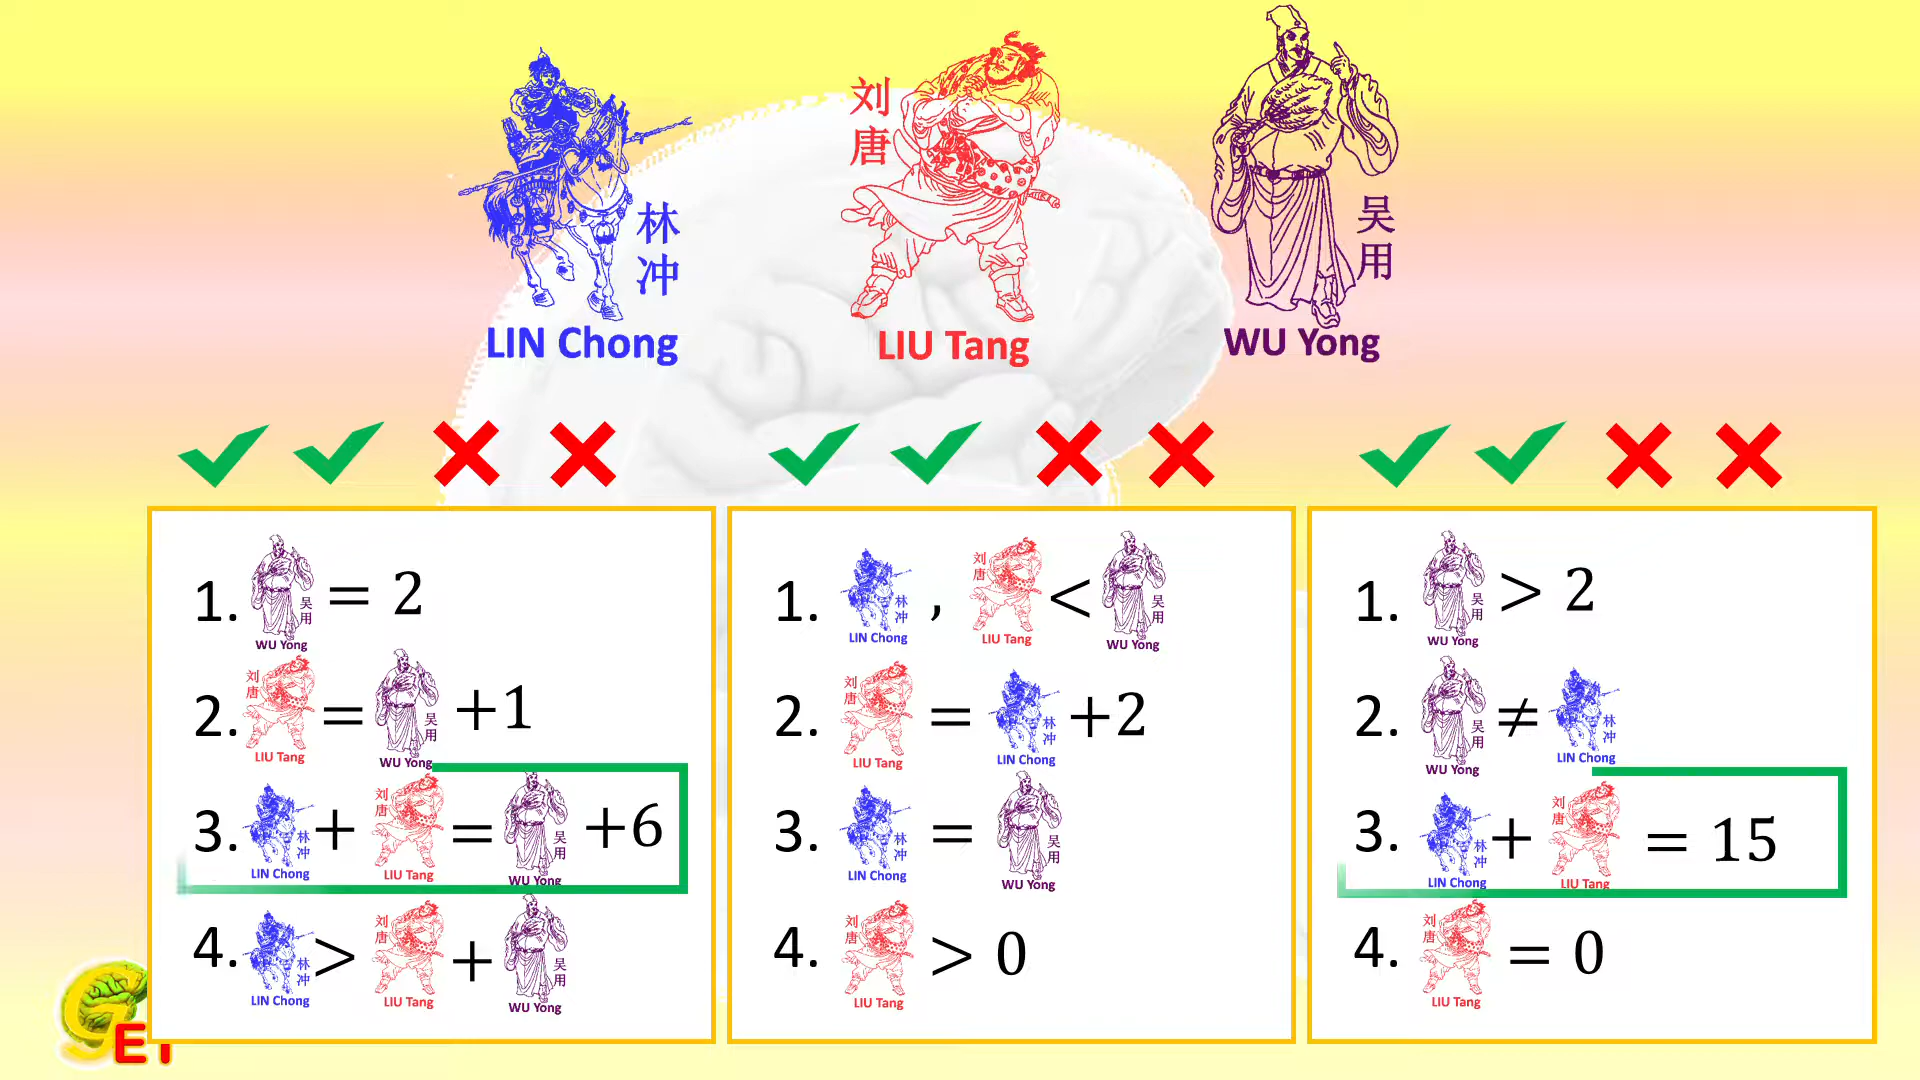 林冲
LIN Chong
刘唐
LIU Tang
吴用
WU Yong
1. 吴用 WU Yong = 2
2. 刘唐 LIU Tang = 吴用 WU Yong +1
3. 林冲 LIN Chong + 刘唐 LIU Tang = 吴用 WU Yong +6
4. 林冲 LIN Chong > 刘唐 LIU Tang + 吴用 WU Yong
1. 林冲 LIN Chong , 刘唐 LIU Tang < 吴用 WU Yong
2. 刘唐 LIU Tang = 林冲 LIN Chong +2
3. 林冲 LIN Chong = 吴用 WU Yong
4. 刘唐 LIU Tang > 0
1. 吴用 WU Yong > 2
2. 吴用 WU Yong ≠ 林冲 LIN Chong
3. 林冲 LIN Chong + 刘唐 LIU Tang = 15
4. 刘唐 LIU Tang = 0